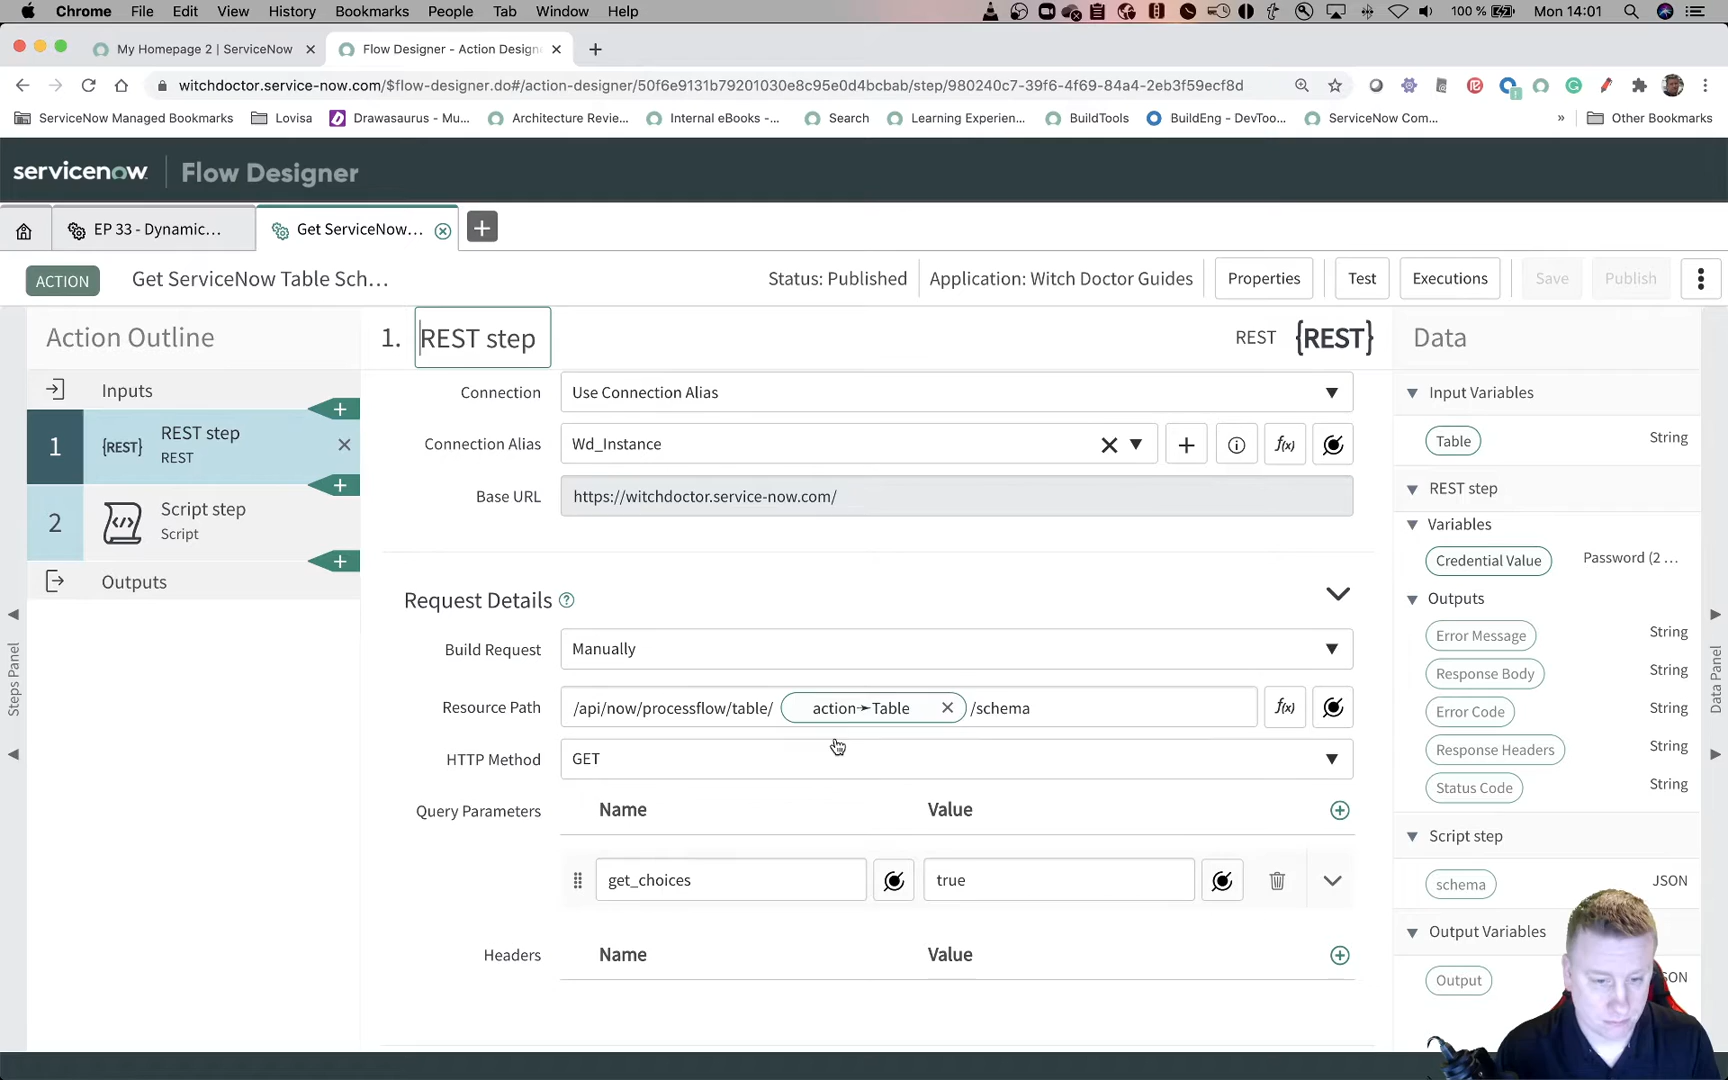 Chrome File Edit View History Bookmarks People Tab Window Help 100 % Mon 14:01
My Homepage 2 | ServiceNow Flow Designer - Action Design
witchdoctor.service-now.com/$flow-designer.do#/action-designer/50f6e9131b79201030e8c95e0d4bcbab/step/980240c7-39f6-4f69-84a4-2eb3f59ecf8d
ServiceNow Managed Bookmarks Lovisa Drawasaurus - Mu... Architecture Revie... Internal eBooks -... Search Learning Experien... BuildTools BuildEng - DevToo... ServiceNow Com... » Other Bookmarks
servicenow Flow Designer
EP 33 - Dynamic... Get ServiceNow...
ACTION Get ServiceNow Table Sch... Status: Published Application: Witch Doctor Guides Properties Test Executions Save Publish
Action Outline 1. REST step REST {REST} Data
Inputs Connection Use Connection Alias Input Variables
1 {REST} REST step Connection Alias Wd_Instance f(x) Table String
REST
REST step
2 Script step Base URL https://witchdoctor.service-now.com/ Variables
Script
Credential Value Password (2 ...
Outputs Request Details Outputs
Steps Panel Build Request Manually Error Message String Data Panel
Response Body String
Resource Path /api/now/processflow/table/ action→Table /schema f(x) Error Code String
HTTP Method GET Response Headers String
Status Code String
Query Parameters Name Value
Script step
get_choices true schema JSON
Output Variables
Headers Name Value
Output